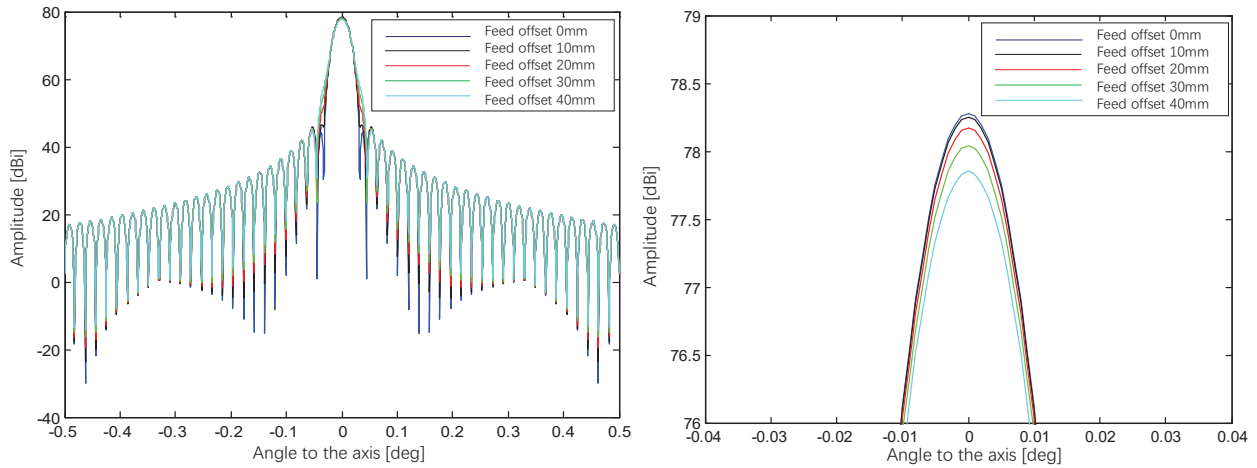 80
60
40
20
0
-20
-40
Amplitude [dBi]
-0.5
-0.4
-0.3
-0.2
-0.1
0
0.1
0.2
0.3
0.4
0.5
Angle to the axis [deg]
Feed offset 0mm
Feed offset 10mm
Feed offset 20mm
Feed offset 30mm
Feed offset 40mm
79
78.5
78
77.5
77
76.5
76
Amplitude [dBi]
-0.04
-0.03
-0.02
-0.01
0
0.01
0.02
0.03
0.04
Angle to the axis [deg]
Feed offset 0mm
Feed offset 10mm
Feed offset 20mm
Feed offset 30mm
Feed offset 40mm